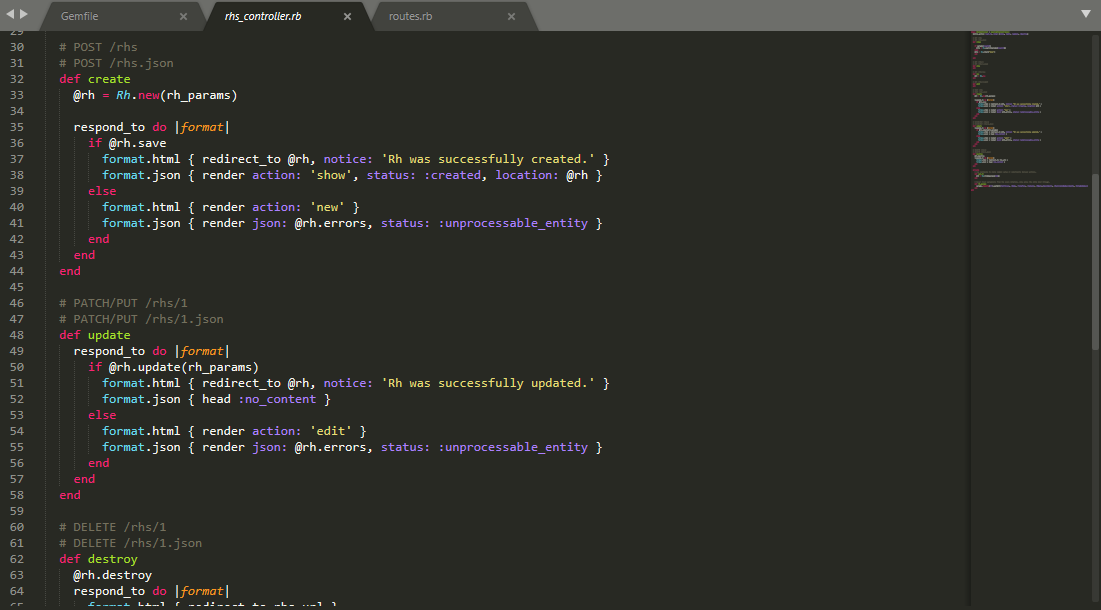 Gemfile
rhs_controller.rb
routes.rb
29
30 # POST /rhs
31 # POST /rhs.json
32 def create
33 @rh = Rh.new(rh_params)
34
35 respond_to do |format|
36 if @rh.save
37 format.html { redirect_to @rh, notice: 'Rh was successfully created.' }
38 format.json { render action: 'show', status: :created, location: @rh }
39 else
40 format.html { render action: 'new' }
41 format.json { render json: @rh.errors, status: :unprocessable_entity }
42 end
43 end
44 end
45
46 # PATCH/PUT /rhs/1
47 # PATCH/PUT /rhs/1.json
48 def update
49 respond_to do |format|
50 if @rh.update(rh_params)
51 format.html { redirect_to @rh, notice: 'Rh was successfully updated.' }
52 format.json { head :no_content }
53 else
54 format.html { render action: 'edit' }
55 format.json { render json: @rh.errors, status: :unprocessable_entity }
56 end
57 end
58 end
59
60 # DELETE /rhs/1
61 # DELETE /rhs/1.json
62 def destroy
63 @rh.destroy
64 respond_to do |format|
65 format.html { redirect_to rhs_url }